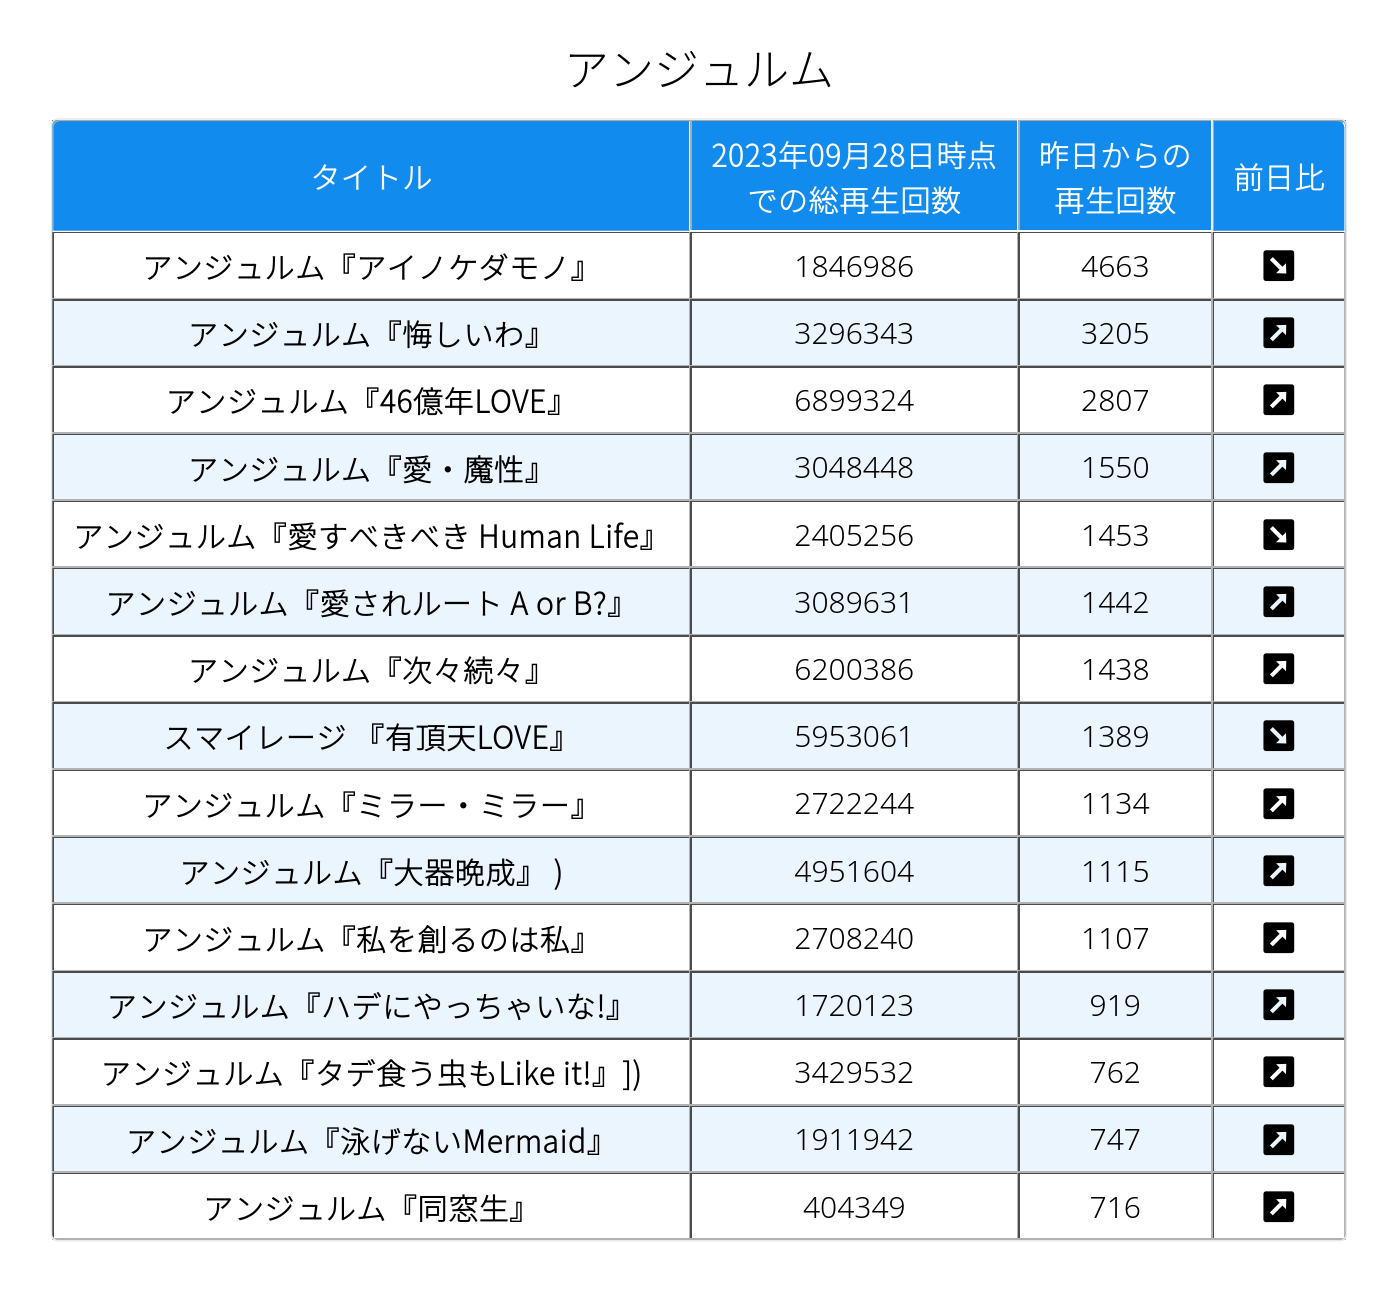 アンジュルム
タイトル 2023年09月28日時点での総再生回数 昨日からの再生回数 前日比
アンジュルム『アイノケダモノ』 1846986 4663 ↘
アンジュルム『悔しいわ』 3296343 3205 ↗
アンジュルム『46億年LOVE』 6899324 2807 ↗
アンジュルム『愛・魔性』 3048448 1550 ↗
アンジュルム『愛すべきべき Human Life』 2405256 1453 ↘
アンジュルム『愛されルート A or B?』 3089631 1442 ↗
アンジュルム『次々続々』 6200386 1438 ↗
スマイレージ 『有頂天LOVE』 5953061 1389 ↘
アンジュルム『ミラー・ミラー』 2722244 1134 ↗
アンジュルム『大器晩成』 ) 4951604 1115 ↗
アンジュルム『私を創るのは私』 2708240 1107 ↗
アンジュルム『ハデにやっちゃいな!』 1720123 919 ↗
アンジュルム『タデ食う虫もLike it!』]) 3429532 762 ↗
アンジュルム『泳げないMermaid』 1911942 747 ↗
アンジュルム『同窓生』 404349 716 ↗